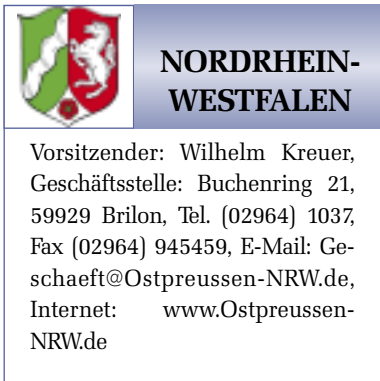 NORDRHEIN-
WESTFALEN
Vorsitzender: Wilhelm Kreuer,
Geschäftsstelle: Buchenring 21,
59929 Brilon, Tel. (02964) 1037,
Fax (02964) 945459, E-Mail: Ge-
schaeft@Ostpreussen-NRW.de,
Internet: www.Ostpreussen-
NRW.de